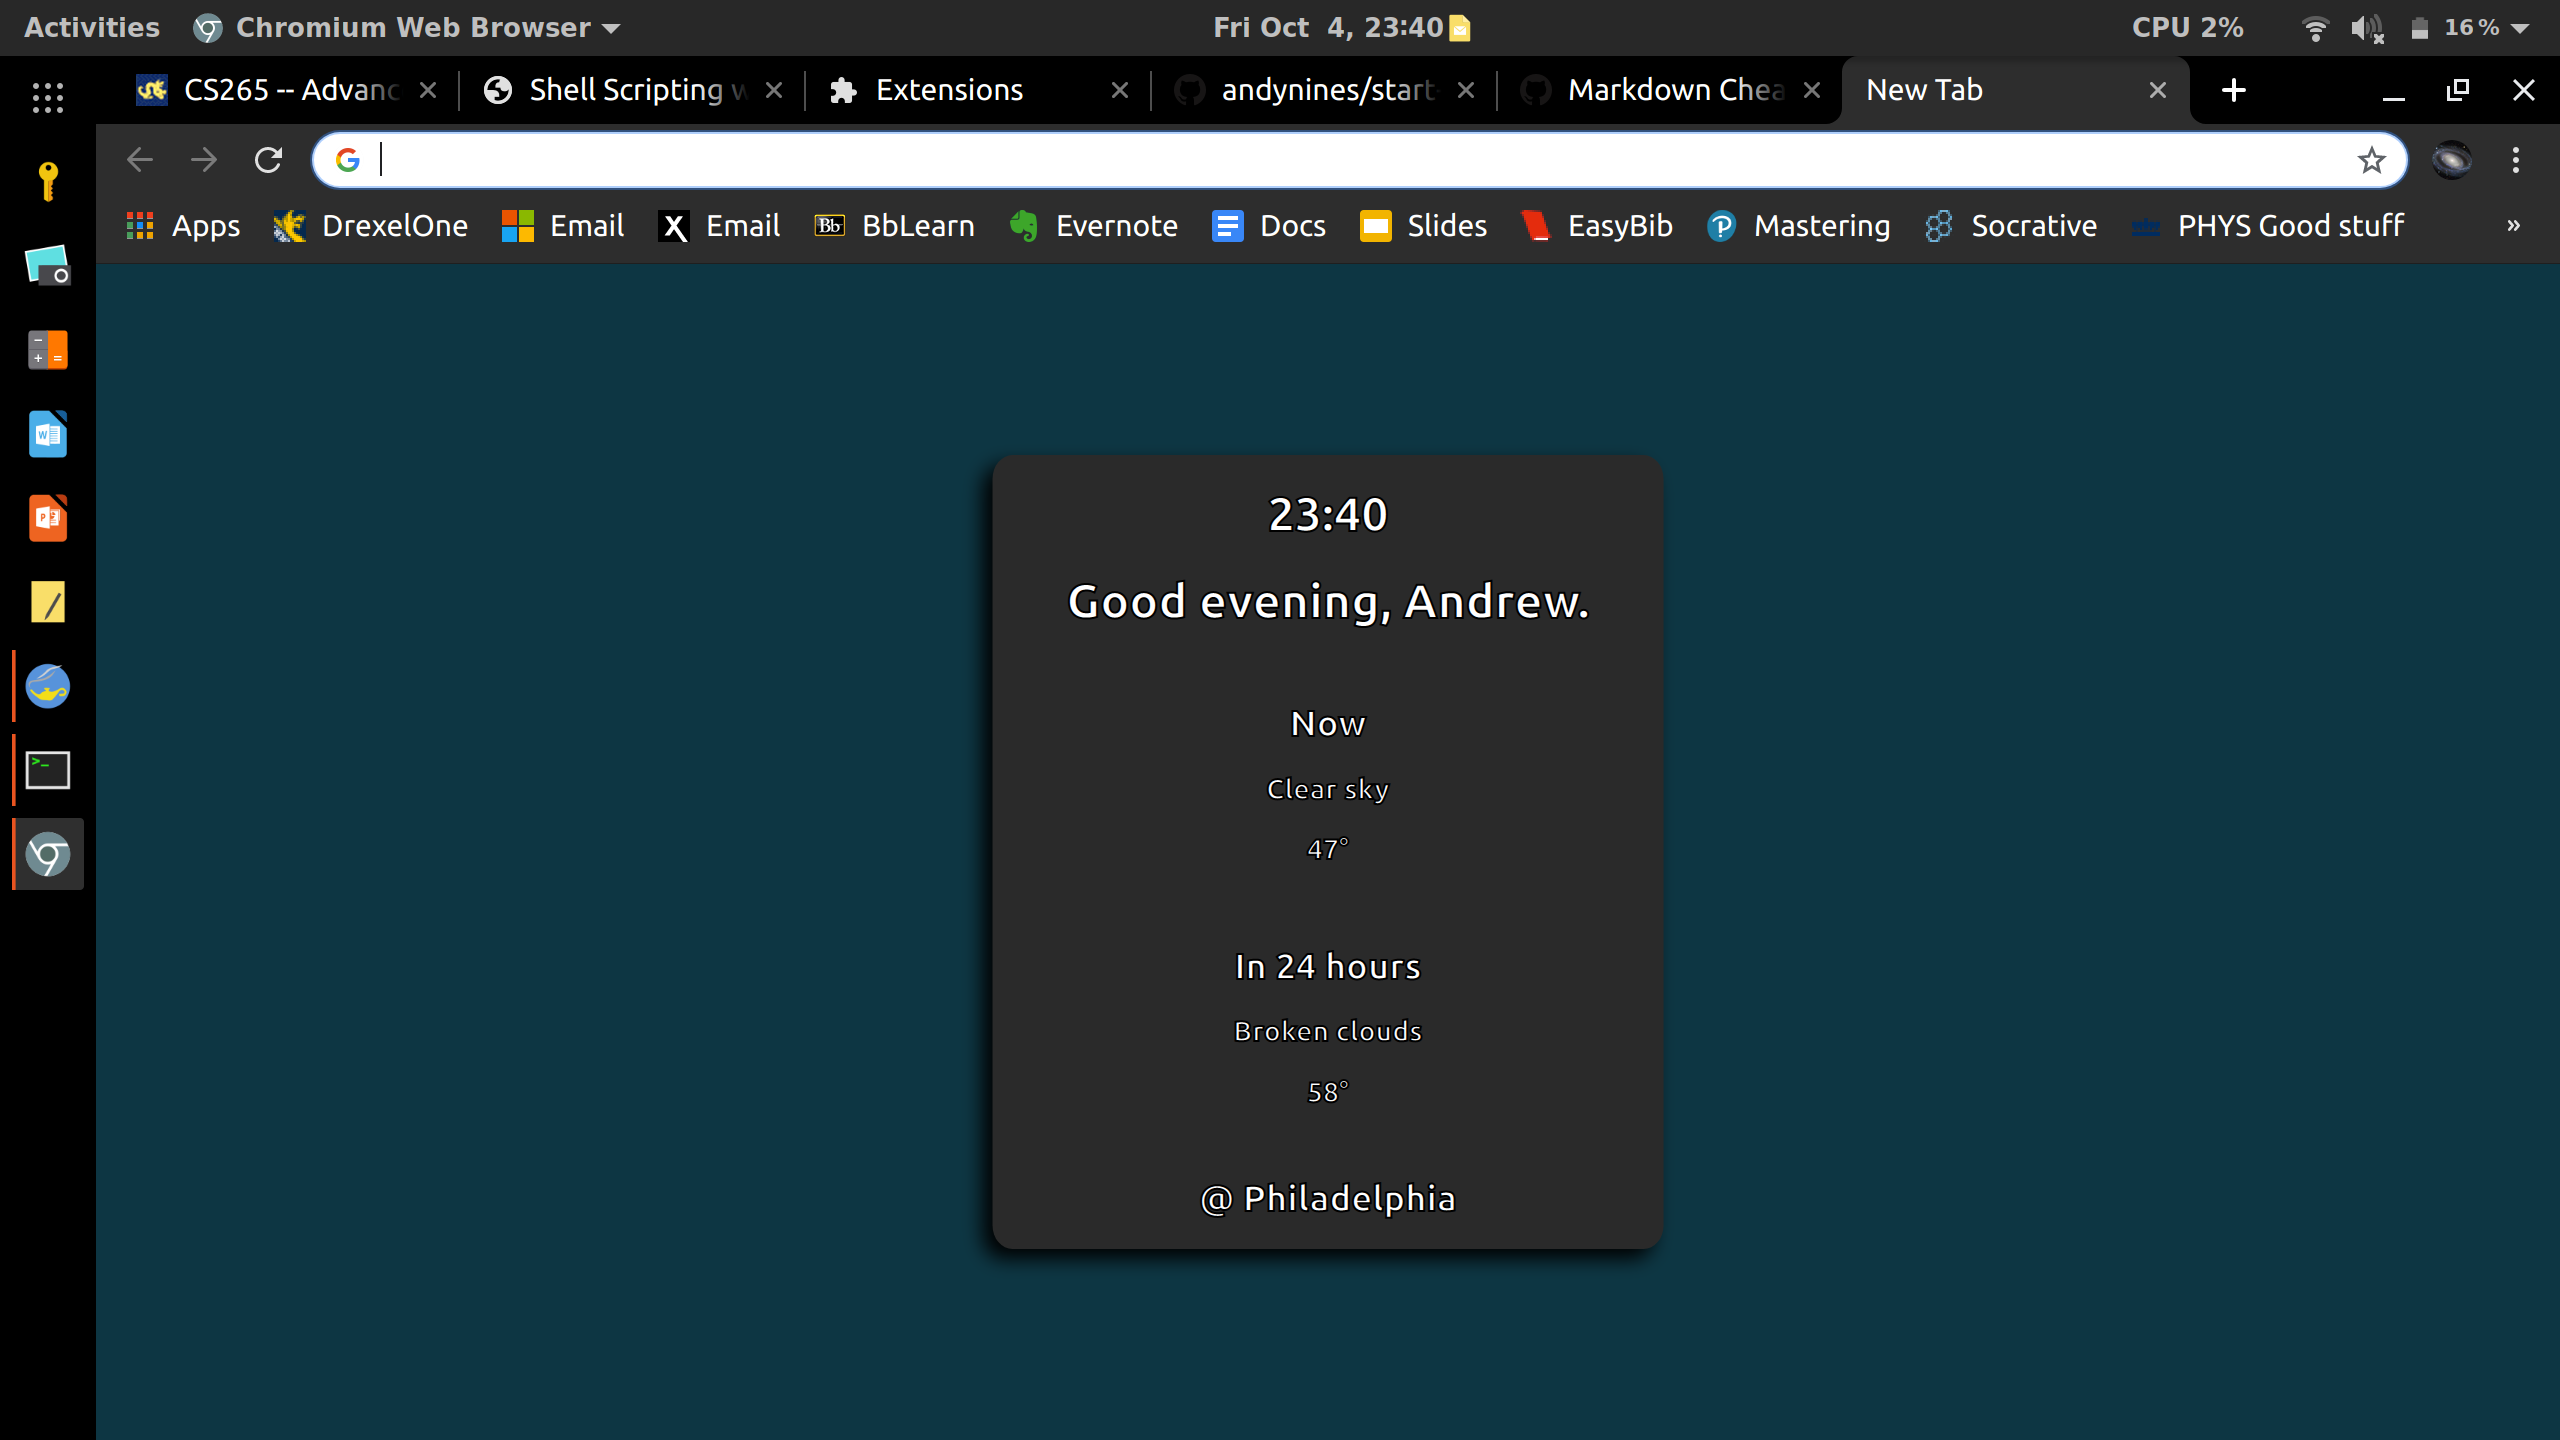 Activities Chromium Web Browser Fri Oct 4, 23:40 CPU 2% 16%
CS265 -- Advanc Shell Scripting w Extensions andynines/start Markdown Chea New Tab
Apps DrexelOne Email Email BbLearn Evernote Docs Slides EasyBib Mastering Socrative PHYS Good stuff »
23:40
Good evening, Andrew.
Now
Clear sky
47°
In 24 hours
Broken clouds
58°
@ Philadelphia